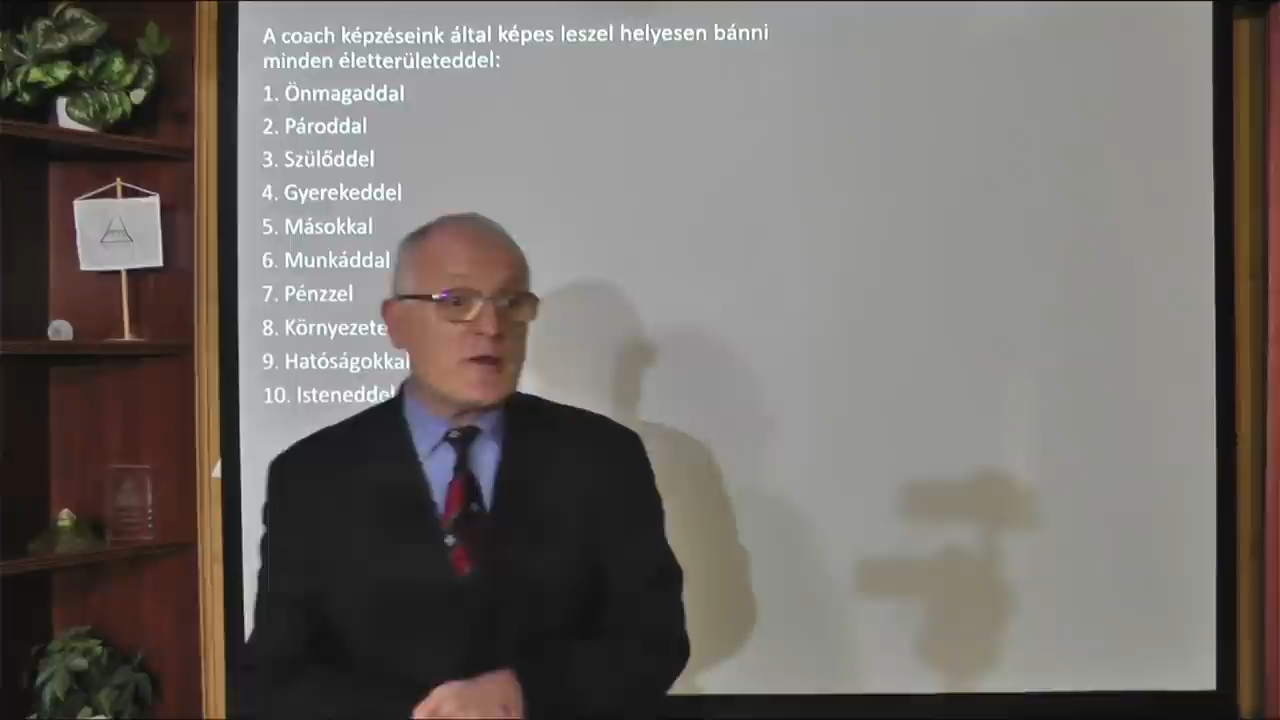 A coach képzéseink által képes leszel helyesen bánni
minden életterületeddel:
1. Önmagaddal
2. Pároddal
3. Szülőddel
4. Gyerekeddel
5. Másokkal
6. Munkáddal
7. Pénzzel
8. Környezete
9. Hatóságokkal
10. Isteneddel